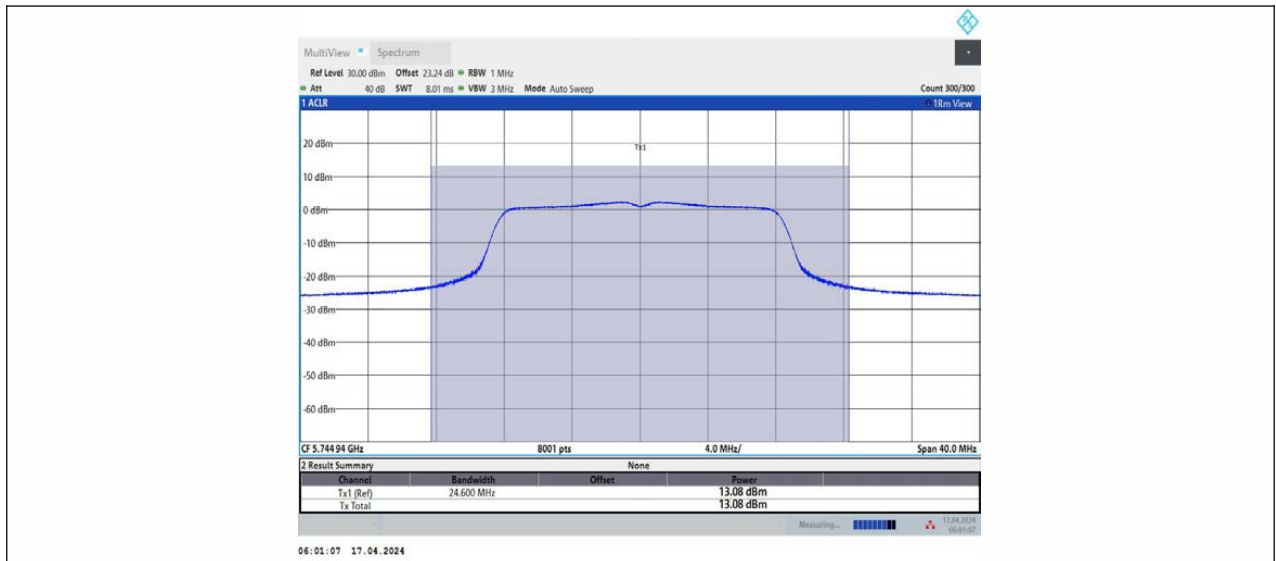 MultiView Spectrum
Ref Level 30.00 dBm Offset 23.24 dB RBW 1 MHz
Att 40 dB SWT 8.01 ms VBW 3 MHz Mode Auto Sweep Count 300/300
1 ACLR 1Rm View
20 dBm
Tx1
10 dBm
0 dBm
-10 dBm
-20 dBm
-30 dBm
-40 dBm
-50 dBm
-60 dBm
CF 5.744 94 GHz 8001 pts 4.0 MHz/ Span 40.0 MHz
2 Result Summary None
Channel Bandwidth Offset Power
Tx1 (Ref) 24.600 MHz 13.08 dBm
Tx Total 13.08 dBm
Measuring... 17.04.2024
06:01:07
06:01:07 17.04.2024